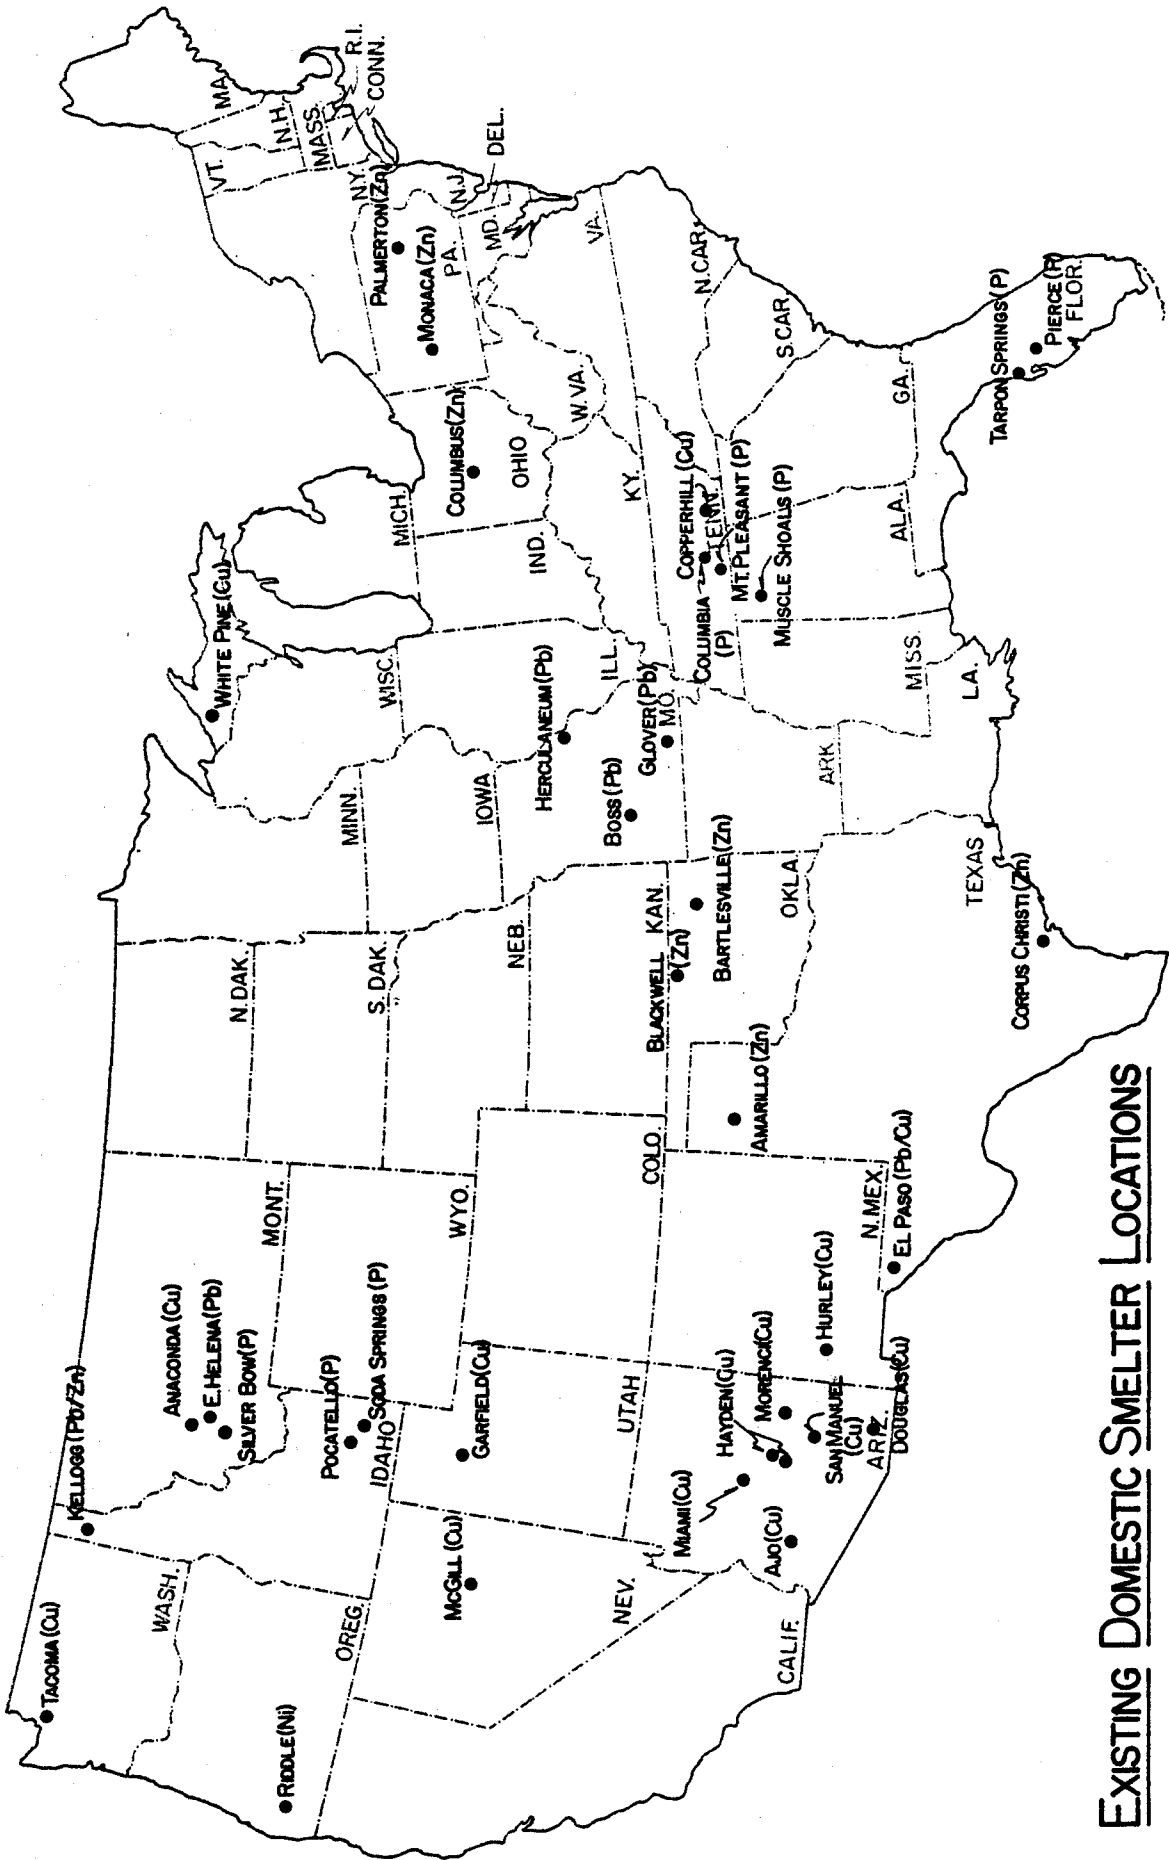 TACOMA (Cu)
WASH.
KELLOGG (Pb/Zn)
RIDDLE (Ni)
OREG.
ANACONDA (Cu)
E. HELENA (Pb)
SILVER BOW (P)
MONT.
POCATELLO (P)
SODA SPRINGS (P)
IDAHO
WYO.
N. DAK.
S. DAK.
NEB.
MINN.
WHITE PINE (Cu)
WISC.
IOWA
MICH.
MCGILL (Cu)
NEV.
CALIF.
GARFIELD (Cu)
UTAH
COLO.
BLACKWELL
(Zn)
KAN.
HERCULANEUM (Pb)
BOSS (Pb)
GLOVER (Pb)
MO.
ILL.
IND.
COLUMBUS (Zn)
OHIO
W. VA.
KY.
PALMERTON (Zn)
MONACA (Zn)
PA.
N.Y.
VT.
MA.
N.H.
MASS.
R.I.
CONN.
N.J.
DEL.
MD.
VA.
N. CAR.
S. CAR.
MIAMI (Cu)
HAYDEN (Cu)
MORENCI (Cu)
AJO (Cu)
SAN MANUEL
(Cu)
ARIZ.
DOUGLAS (Cu)
HURLEY (Cu)
N. MEX.
EL PASO (Pb/Cu)
AMARILLO (Zn)
BARTLESVILLE (Zn)
OKLA.
TEXAS
CORPUS CHRISTI (Zn)
ARK.
LA.
MISS.
COPPERHILL (Cu)
COLUMBIA
(P)
TENN.
MT. PLEASANT (P)
MUSCLE SHOALS (P)
ALA.
GA.
TARPON SPRINGS (P)
PIERCE (P)
FLOR.
EXISTING DOMESTIC SMELTER LOCATIONS